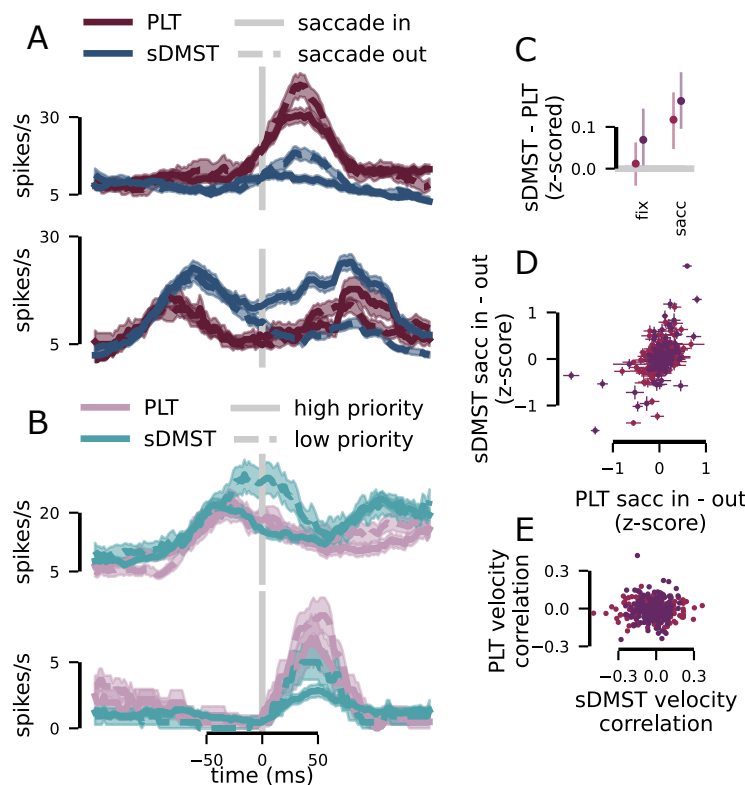 A
PLT
saccade in
sDMST
saccade out
30
spikes/s
5
30
spikes/s
5
B
PLT
high priority
sDMST
low priority
20
spikes/s
5
5
spikes/s
0
−50
0
50
time (ms)
C
sDMST - PLT
(z-scored)
0.1
0.0
fix
sacc
D
sDMST sacc in - out
(z-score)
1
0
−1
−1
0
1
PLT sacc in - out
(z-score)
E
PLT velocity
correlation
0.3
0.0
−0.3
−0.3
0.0
0.3
sDMST velocity
correlation